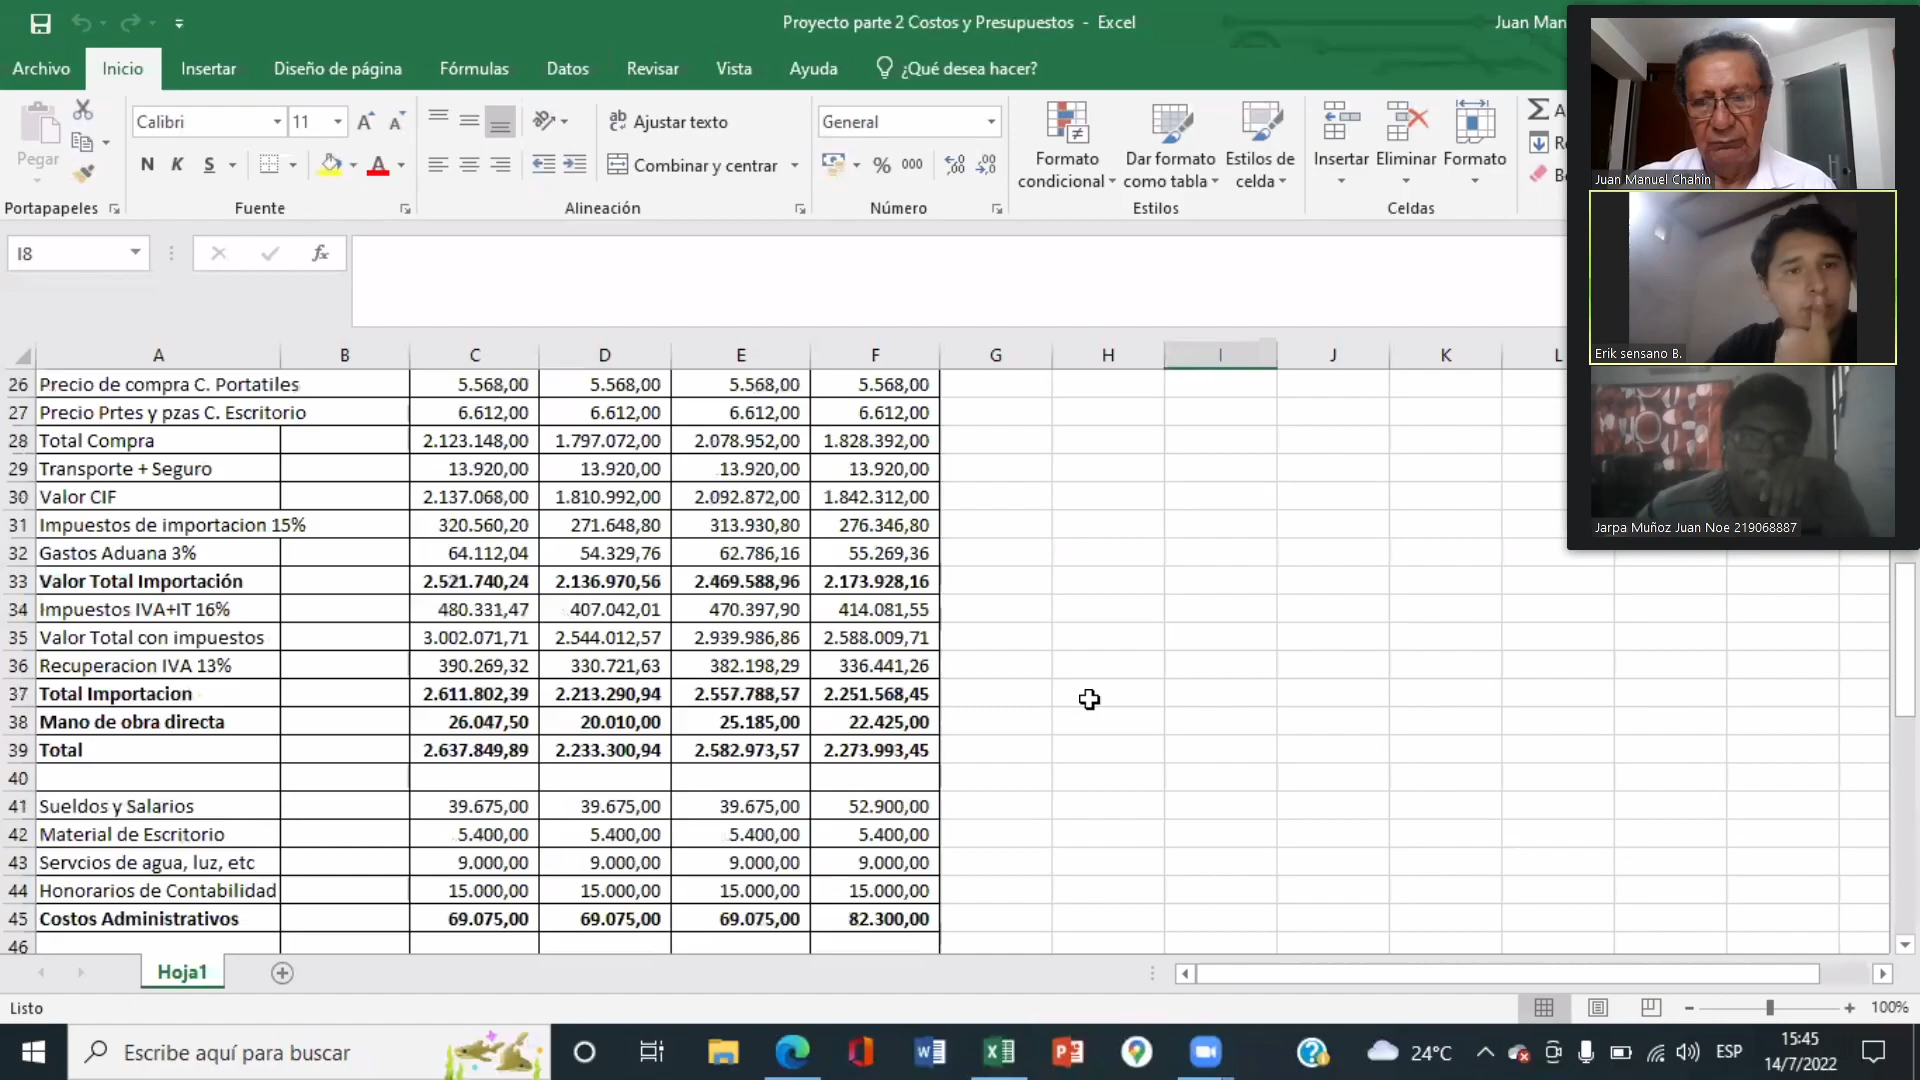 Proyecto parte 2 Costos y Presupuestos - Excel
Juan Man
Archivo Inicio Insertar Diseño de página Fórmulas Datos Revisar Vista Ayuda ¿Qué desea hacer?
Pegar
Calibri 11
Ajustar texto
General
N K S
Combinar y centrar
% 000
Formato condicional
Dar formato como tabla
Estilos de celda
Insertar Eliminar Formato
Portapapeles Fuente Alineación Número Estilos Celdas
I8 fx
A B C D E F G H I J K L
26 Precio de compra C. Portatiles 5.568,00 5.568,00 5.568,00 5.568,00
27 Precio Prtes y pzas C. Escritorio 6.612,00 6.612,00 6.612,00 6.612,00
28 Total Compra 2.123.148,00 1.797.072,00 2.078.952,00 1.828.392,00
29 Transporte + Seguro 13.920,00 13.920,00 13.920,00 13.920,00
30 Valor CIF 2.137.068,00 1.810.992,00 2.092.872,00 1.842.312,00
31 Impuestos de importacion 15% 320.560,20 271.648,80 313.930,80 276.346,80
32 Gastos Aduana 3% 64.112,04 54.329,76 62.786,16 55.269,36
33 Valor Total Importación 2.521.740,24 2.136.970,56 2.469.588,96 2.173.928,16
34 Impuestos IVA+IT 16% 480.331,47 407.042,01 470.397,90 414.081,55
35 Valor Total con impuestos 3.002.071,71 2.544.012,57 2.939.986,86 2.588.009,71
36 Recuperacion IVA 13% 390.269,32 330.721,63 382.198,29 336.441,26
37 Total Importacion 2.611.802,39 2.213.290,94 2.557.788,57 2.251.568,45
38 Mano de obra directa 26.047,50 20.010,00 25.185,00 22.425,00
39 Total 2.637.849,89 2.233.300,94 2.582.973,57 2.273.993,45
40
41 Sueldos y Salarios 39.675,00 39.675,00 39.675,00 52.900,00
42 Material de Escritorio 5.400,00 5.400,00 5.400,00 5.400,00
43 Servcios de agua, luz, etc 9.000,00 9.000,00 9.000,00 9.000,00
44 Honorarios de Contabilidad 15.000,00 15.000,00 15.000,00 15.000,00
45 Costos Administrativos 69.075,00 69.075,00 69.075,00 82.300,00
46
Juan Manuel Chahin
Erik sensano B.
Jarpa Muñoz Juan Noe 219068887
Hoja1
Listo
100%
Escribe aquí para buscar
24°C
ESP
15:45
14/7/2022